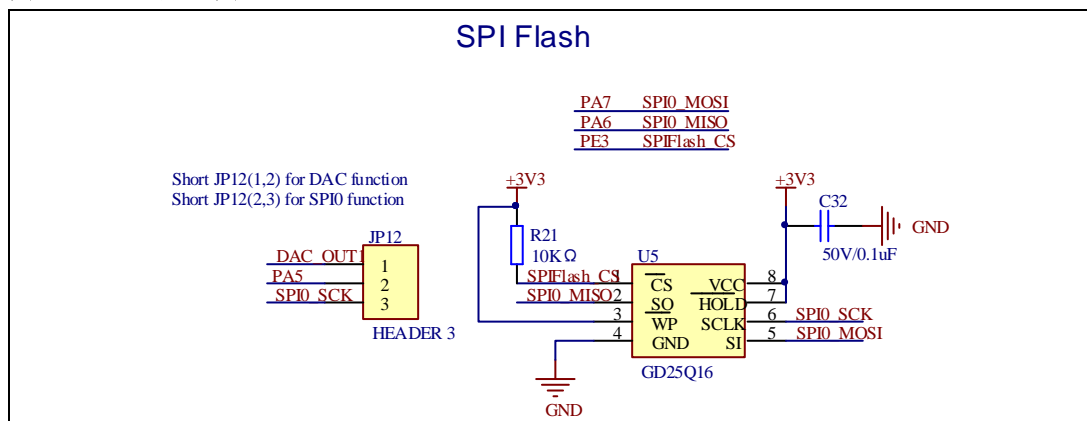 SPI Flash
PA7 SPI0_MOSI
PA6 SPI0_MISO
PE3 SPIFlash_CS
Short JP12(1,2) for DAC function
Short JP12(2,3) for SPI0 function
JP12
DAC_OUT1
1
PA5
2
SPI0_SCK
3
HEADER 3
+3V3
R21
10KΩ
+3V3
C32
50V/0.1uF
GND
U5
SPIFlash_CS 1 CS VCC 8
SPI0_MISO 2 SO HOLD 7
3 WP SCLK 6 SPI0_SCK
4 GND SI 5 SPI0_MOSI
GD25Q16
GND